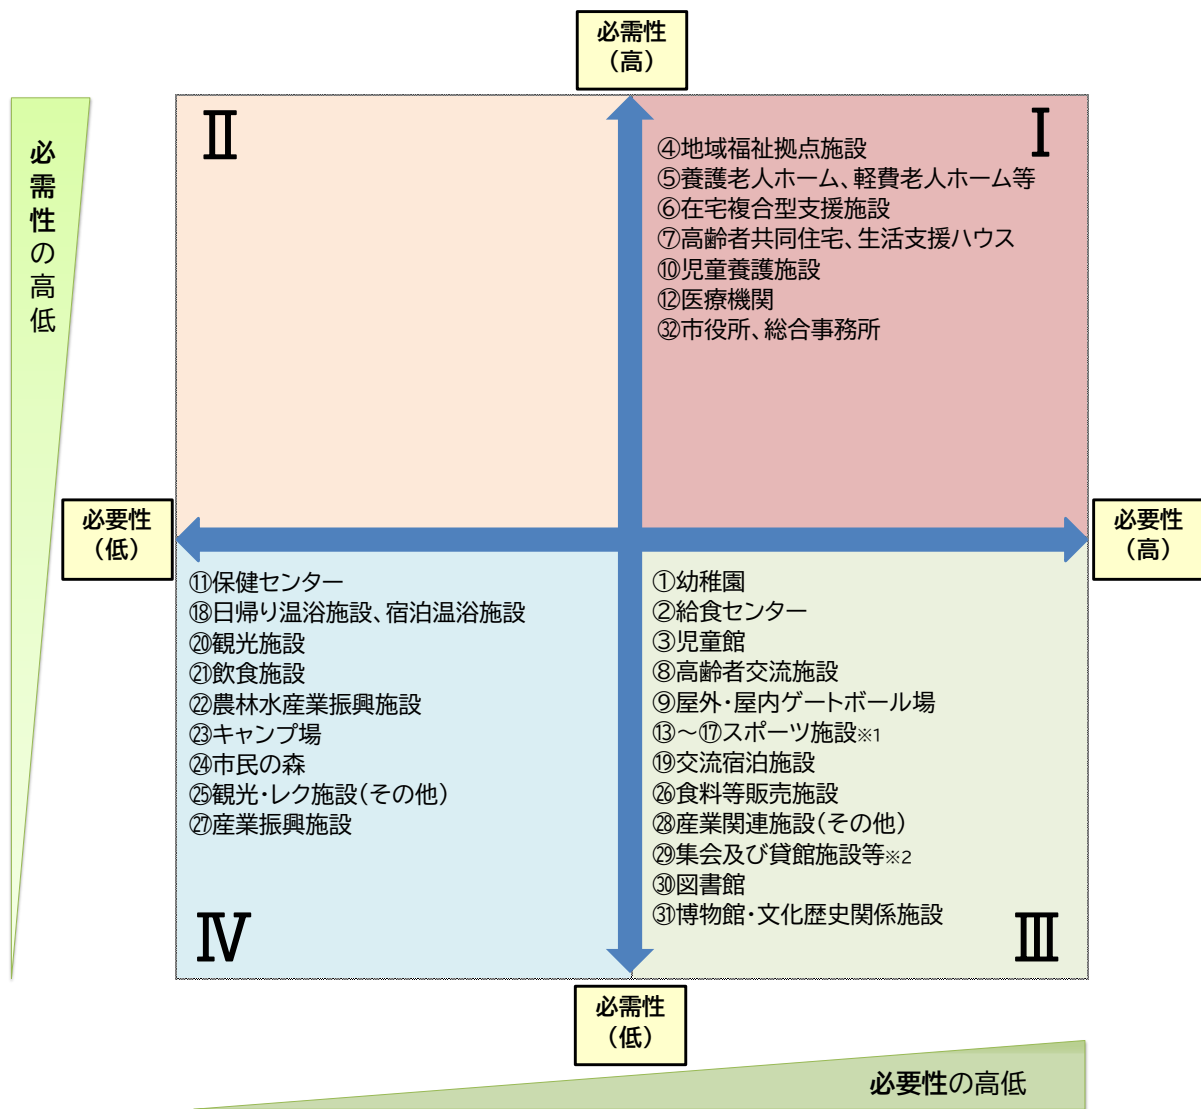 必需性
（高）
必需性の高低
Ⅱ
Ⅰ
④地域福祉拠点施設
⑤養護老人ホーム、軽費老人ホーム等
⑥在宅複合型支援施設
⑦高齢者共同住宅、生活支援ハウス
⑩児童養護施設
⑫医療機関
㉜市役所、総合事務所
必要性
（低）
必要性
（高）
⑪保健センター
⑱日帰り温浴施設、宿泊温浴施設
⑳観光施設
㉑飲食施設
㉒農林水産業振興施設
㉓キャンプ場
㉔市民の森
㉕観光・レク施設（その他）
㉗産業振興施設
Ⅳ
①幼稚園
②給食センター
③児童館
⑧高齢者交流施設
⑨屋外・屋内ゲートボール場
⑬～⑰スポーツ施設※1
⑲交流宿泊施設
㉖食料等販売施設
㉘産業関連施設（その他）
㉙集会及び貸館施設等※2
㉚図書館
㉛博物館・文化歴史関係施設
Ⅲ
必需性
（低）
必要性の高低